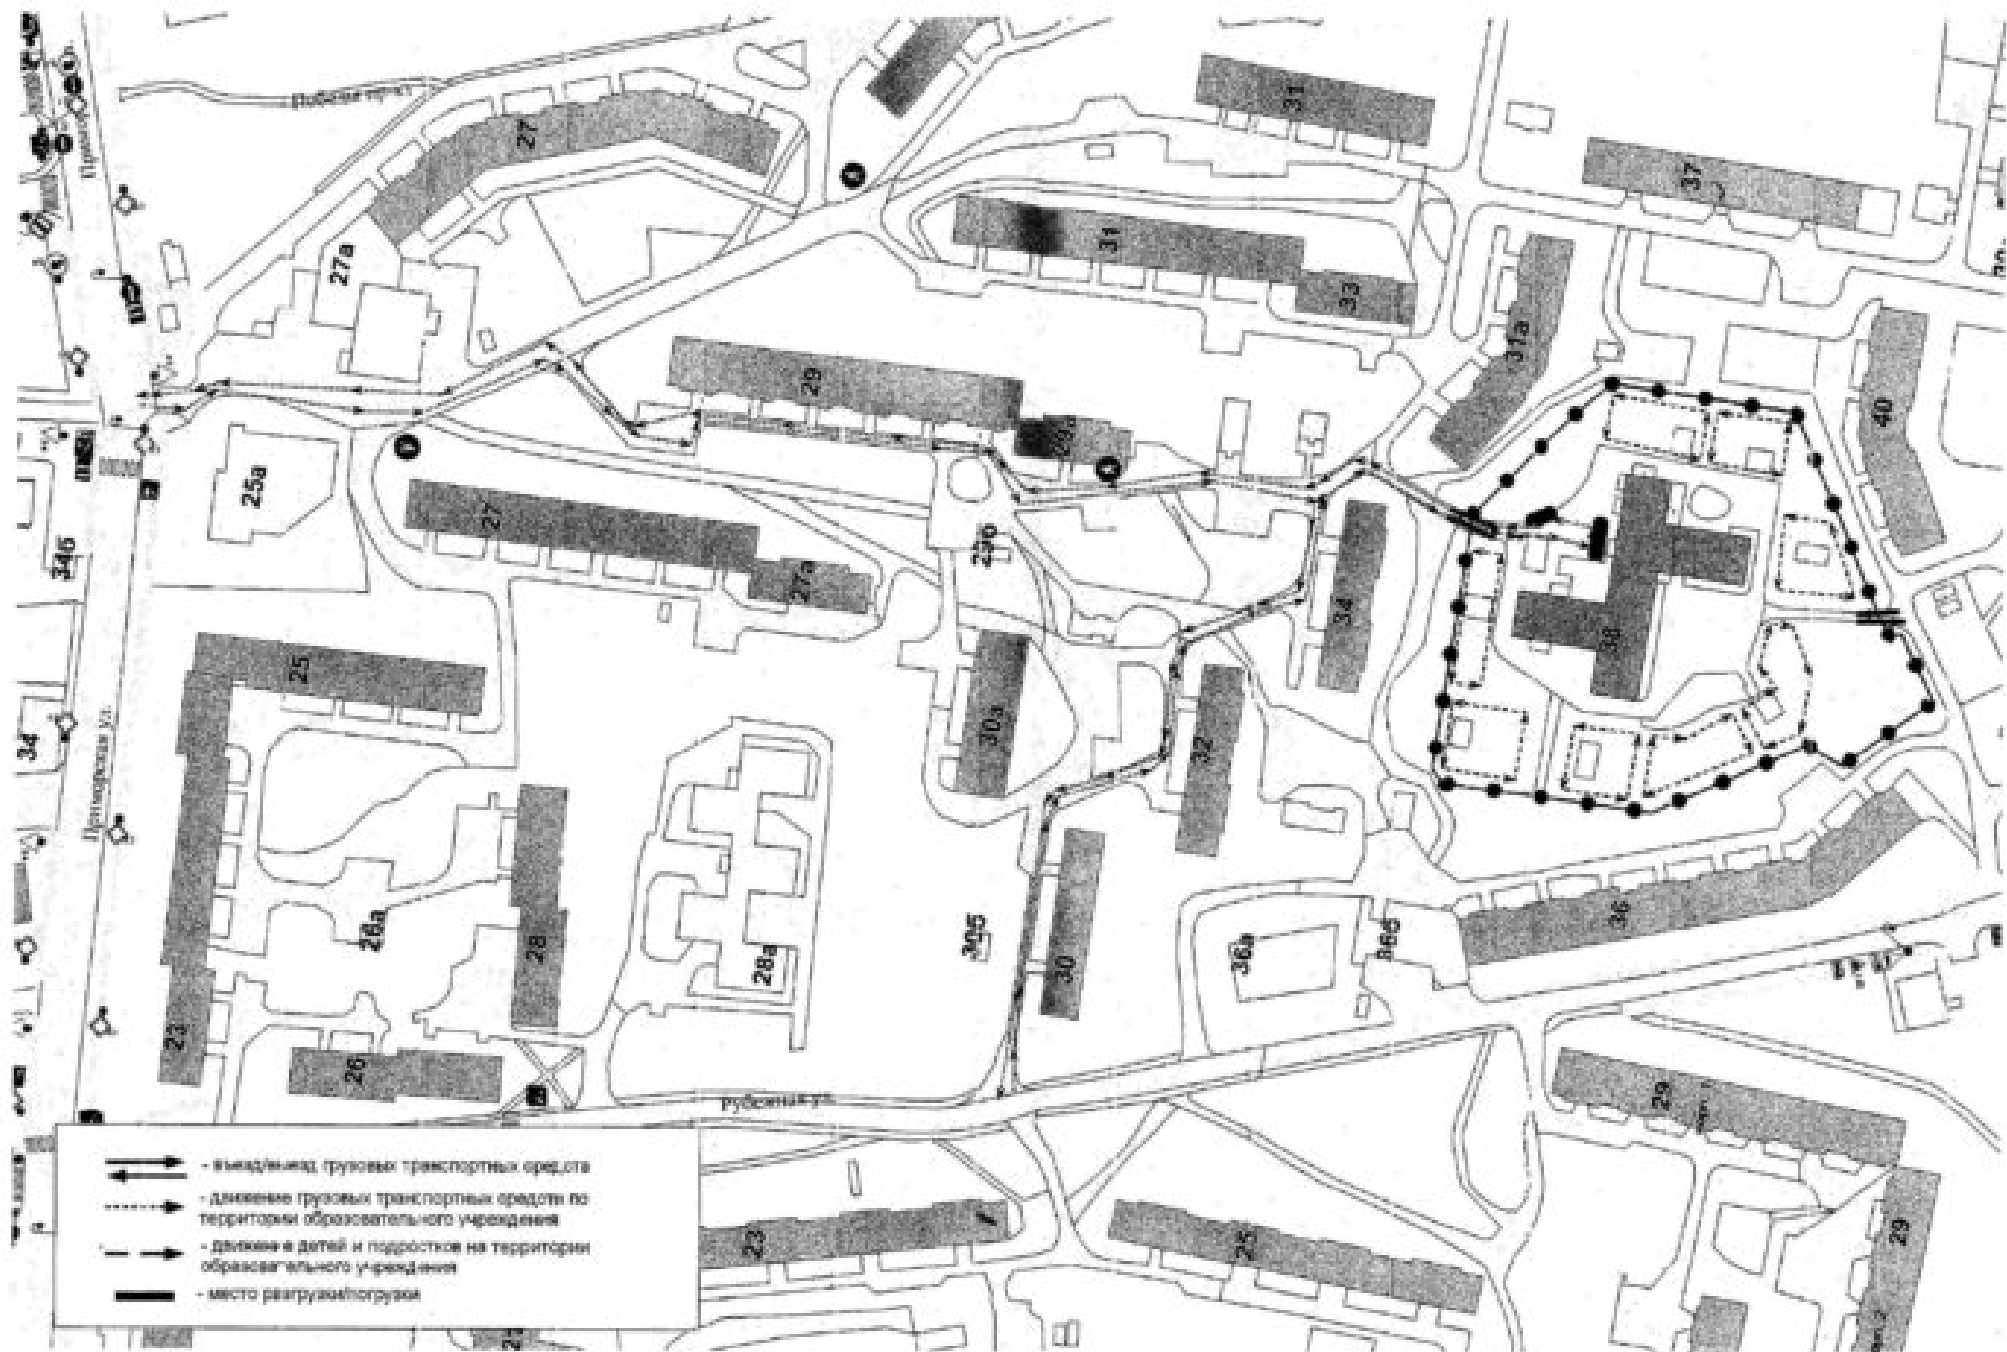 27
31
37
27а
31
33
31а
29
29а
40
25а
27
34б
27а
34
38
25
30а
32
34
Приморская ул.
36
26а
28
28а
30б
30
36а
36б
23
26
Рубежная ул.
29
- въезд/выезд грузовых транспортных средств
- движение грузовых транспортных средств по
территории образовательного учреждения
- движение детей и подростков на территории
образовательного учреждения
- место разгрузки/погрузки
23
25
29